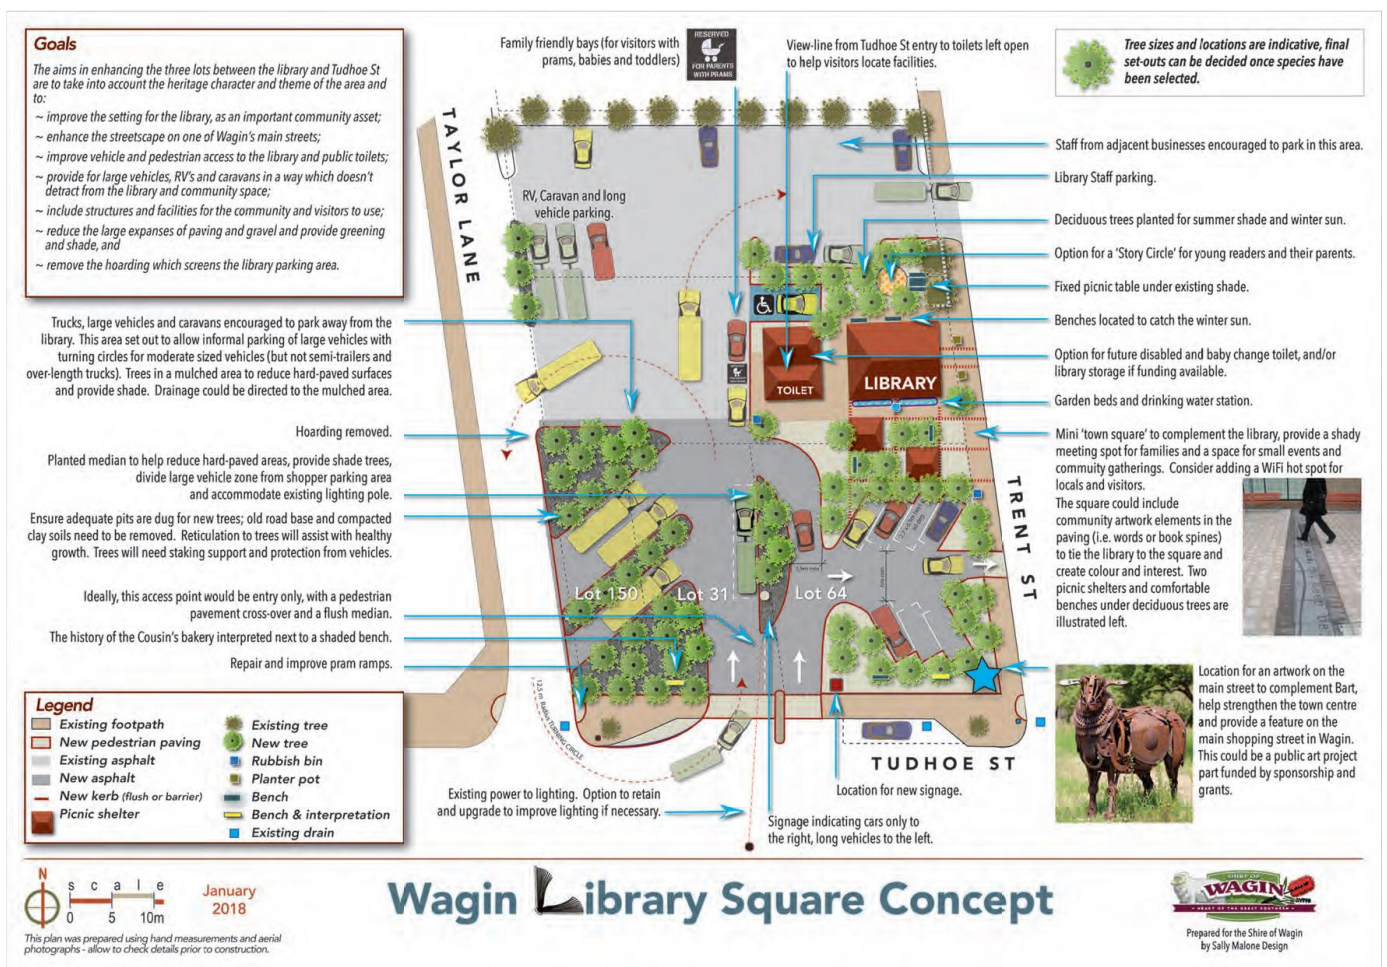 Goals
The aims in enhancing the three lots between the library and Tudhoe St
are to take into account the heritage character and theme of the area and
to:
~ improve the setting for the library, as an important community asset;
~ enhance the streetscape on one of Wagin's main streets;
~ improve vehicle and pedestrian access to the library and public toilets;
~ provide for large vehicles, RV's and caravans in a way which doesn't
detract from the library and community space;
~ include structures and facilities for the community and visitors to use;
~ reduce the large expanses of paving and gravel and provide greening
and shade, and
~ remove the hoarding which screens the library parking area.
Family friendly bays (for visitors with
prams, babies and toddlers)
RESERVED
FOR PARENTS
WITH PRAMS
View-line from Tudhoe St entry to toilets left open
to help visitors locate facilities.
Tree sizes and locations are indicative, final
set-outs can be decided once species have
been selected.
Staff from adjacent businesses encouraged to park in this area.
Library Staff parking.
Deciduous trees planted for summer shade and winter sun.
Option for a 'Story Circle' for young readers and their parents.
Fixed picnic table under existing shade.
Benches located to catch the winter sun.
Option for future disabled and baby change toilet, and/or
library storage if funding available.
Garden beds and drinking water station.
Mini 'town square' to complement the library, provide a shady
meeting spot for families and a space for small events and
commuity gatherings. Consider adding a WiFi hot spot for
locals and visitors.
The square could include
community artwork elements in the
paving (i.e. words or book spines)
to tie the library to the square and
create colour and interest. Two
picnic shelters and comfortable
benches under deciduous trees are
illustrated left.
Location for an artwork on the
main street to complement Bart,
help strengthen the town centre
and provide a feature on the
main shopping street in Wagin.
This could be a public art project
part funded by sponsorship and
grants.
TAYLOR LANE
RV, Caravan and long
vehicle parking.
TOILET
LIBRARY
TRENT ST
Lot 150
Lot 31
Lot 64
12.5 m Radius TURNING CIRCLE
TUDHOE ST
Trucks, large vehicles and caravans encouraged to park away from the
library. This area set out to allow informal parking of large vehicles with
turning circles for moderate sized vehicles (but not semi-trailers and
over-length trucks). Trees in a mulched area to reduce hard-paved surfaces
and provide shade. Drainage could be directed to the mulched area.
Hoarding removed.
Planted median to help reduce hard-paved areas, provide shade trees,
divide large vehicle zone from shopper parking area
and accommodate existing lighting pole.
Ensure adequate pits are dug for new trees; old road base and compacted
clay soils need to be removed. Reticulation to trees will assist with healthy
growth. Trees will need staking support and protection from vehicles.
Ideally, this access point would be entry only, with a pedestrian
pavement cross-over and a flush median.
The history of the Cousin's bakery interpreted next to a shaded bench.
Repair and improve pram ramps.
Existing power to lighting. Option to retain
and upgrade to improve lighting if necessary.
Signage indicating cars only to
the right, long vehicles to the left.
Location for new signage.
Legend
Existing footpath
New pedestrian paving
Existing asphalt
New asphalt
New kerb (flush or barrier)
Picnic shelter
Existing tree
New tree
Rubbish bin
Planter pot
Bench
Bench & interpretation
Existing drain
N
scale
0 5 10m
January
2018
This plan was prepared using hand measurements and aerial
photographs - allow to check details prior to construction.
Wagin Library Square Concept
SHIRE OF
WAGIN
HEART OF THE GREAT SOUTHERN
Prepared for the Shire of Wagin
by Sally Malone Design